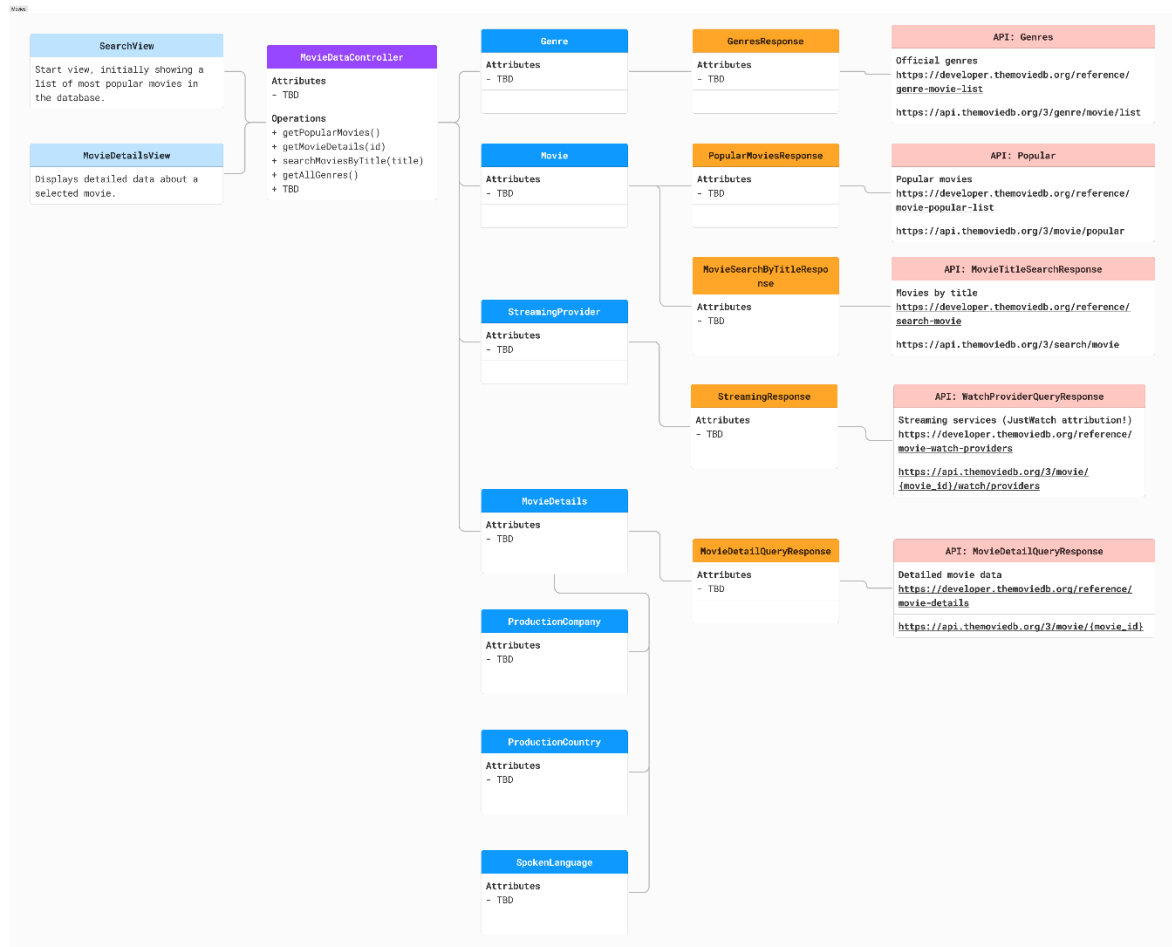 Movies
SearchView
Start view, initially showing a
list of most popular movies in
the database.
MovieDetailsView
Displays detailed data about a
selected movie.
MovieDataController
Attributes
- TBD
Operations
+ getPopularMovies()
+ getMovieDetails(id)
+ searchMoviesByTitle(title)
+ getAllGenres()
+ TBD
Genre
Attributes
- TBD
Movie
Attributes
- TBD
StreamingProvider
Attributes
- TBD
MovieDetails
Attributes
- TBD
ProductionCompany
Attributes
- TBD
ProductionCountry
Attributes
- TBD
SpokenLanguage
Attributes
- TBD
GenresResponse
Attributes
- TBD
PopularMoviesResponse
Attributes
- TBD
MovieSearchByTitleRespo
nse
Attributes
- TBD
StreamingResponse
Attributes
- TBD
MovieDetailQueryResponse
Attributes
- TBD
API: Genres
Official genres
https://developer.themoviedb.org/reference/
genre-movie-list
https://api.themoviedb.org/3/genre/movie/list
API: Popular
Popular movies
https://developer.themoviedb.org/reference/
movie-popular-list
https://api.themoviedb.org/3/movie/popular
API: MovieTitleSearchResponse
Movies by title
https://developer.themoviedb.org/reference/
search-movie
https://api.themoviedb.org/3/search/movie
API: WatchProviderQueryResponse
Streaming services (JustWatch attribution!)
https://developer.themoviedb.org/reference/
movie-watch-providers
https://api.themoviedb.org/3/movie/
{movie_id}/watch/providers
API: MovieDetailQueryResponse
Detailed movie data
https://developer.themoviedb.org/reference/
movie-details
https://api.themoviedb.org/3/movie/{movie_id}